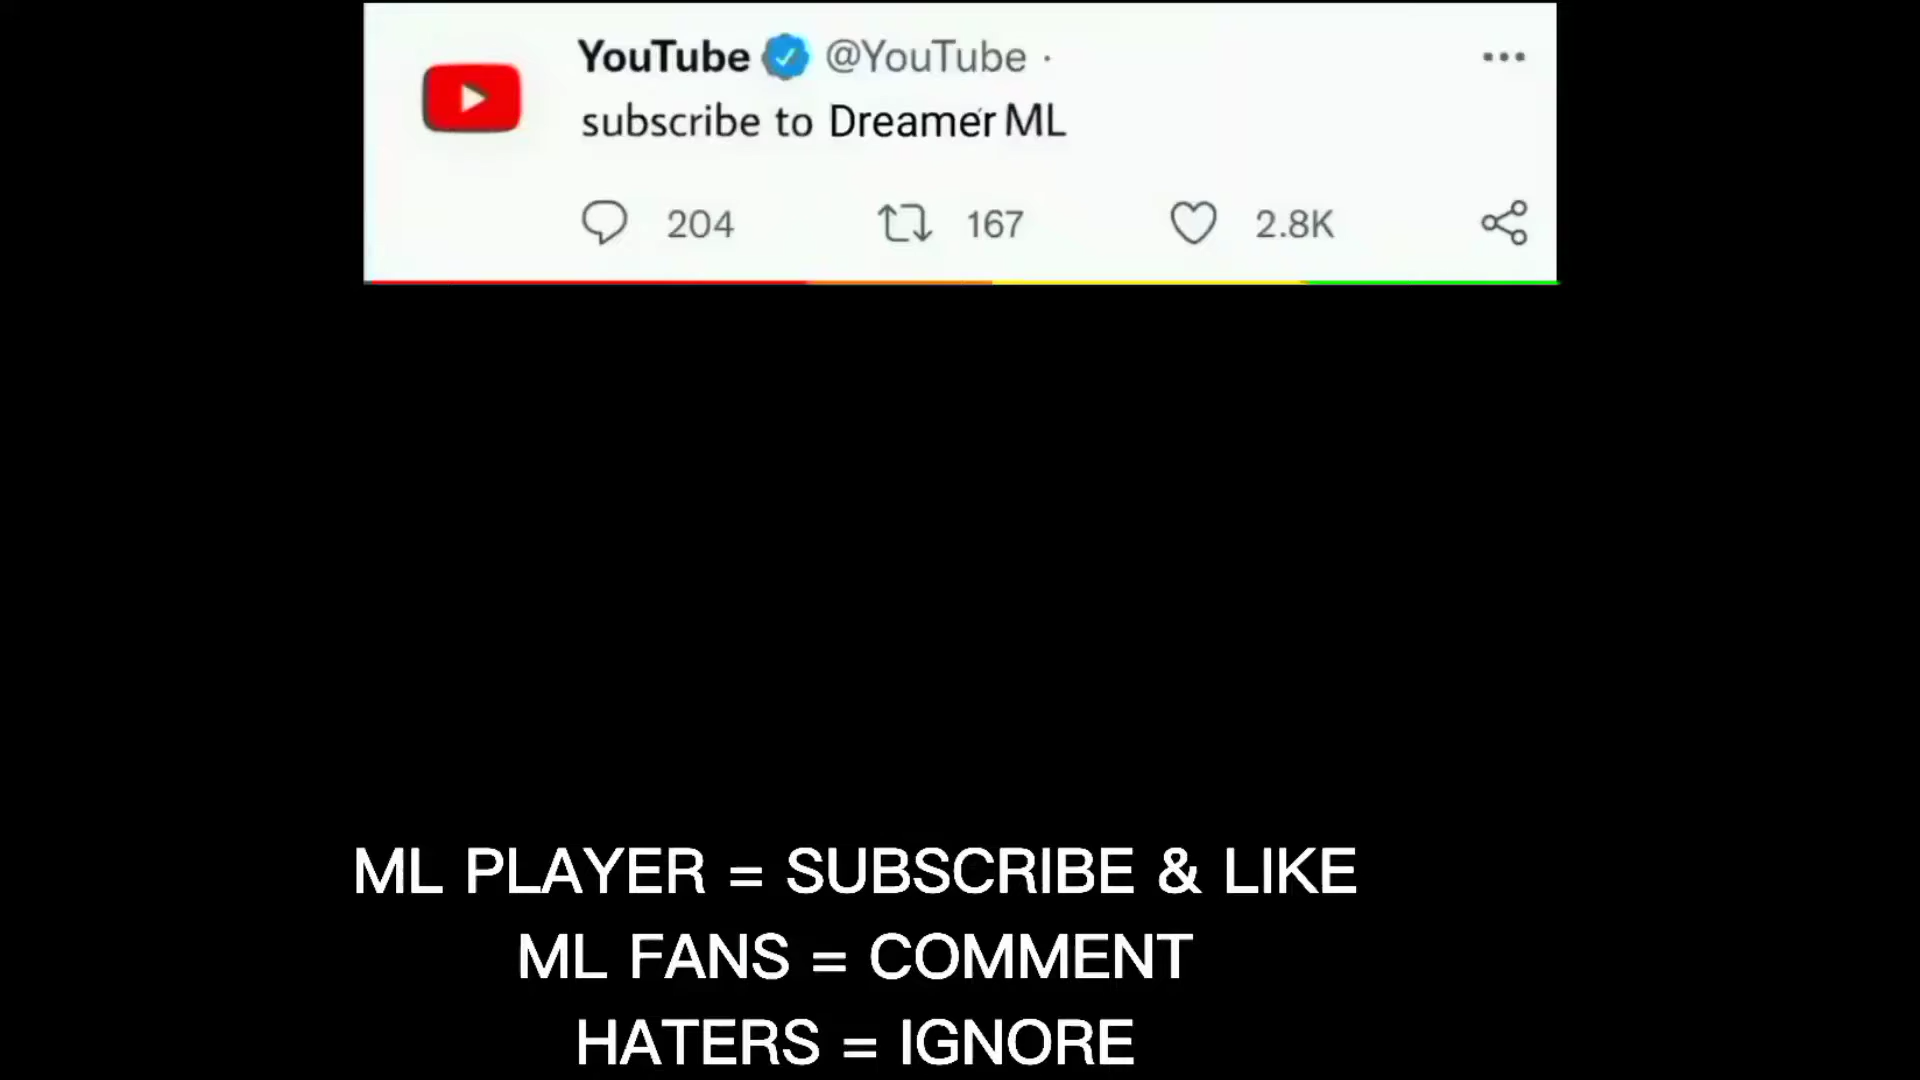 YouTube @YouTube ·
subscribe to Dreamer ML
204 167 2.8K
ML PLAYER = SUBSCRIBE & LIKE
ML FANS = COMMENT
HATERS = IGNORE